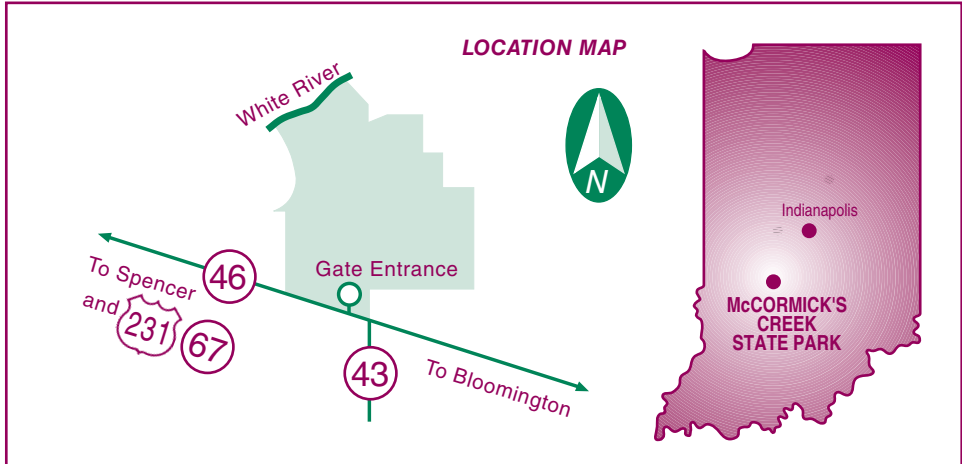 LOCATION MAP
White River
N
Indianapolis
46
Gate Entrance
To Spencer
and 231 67
McCORMICK'S
CREEK
STATE PARK
43
To Bloomington